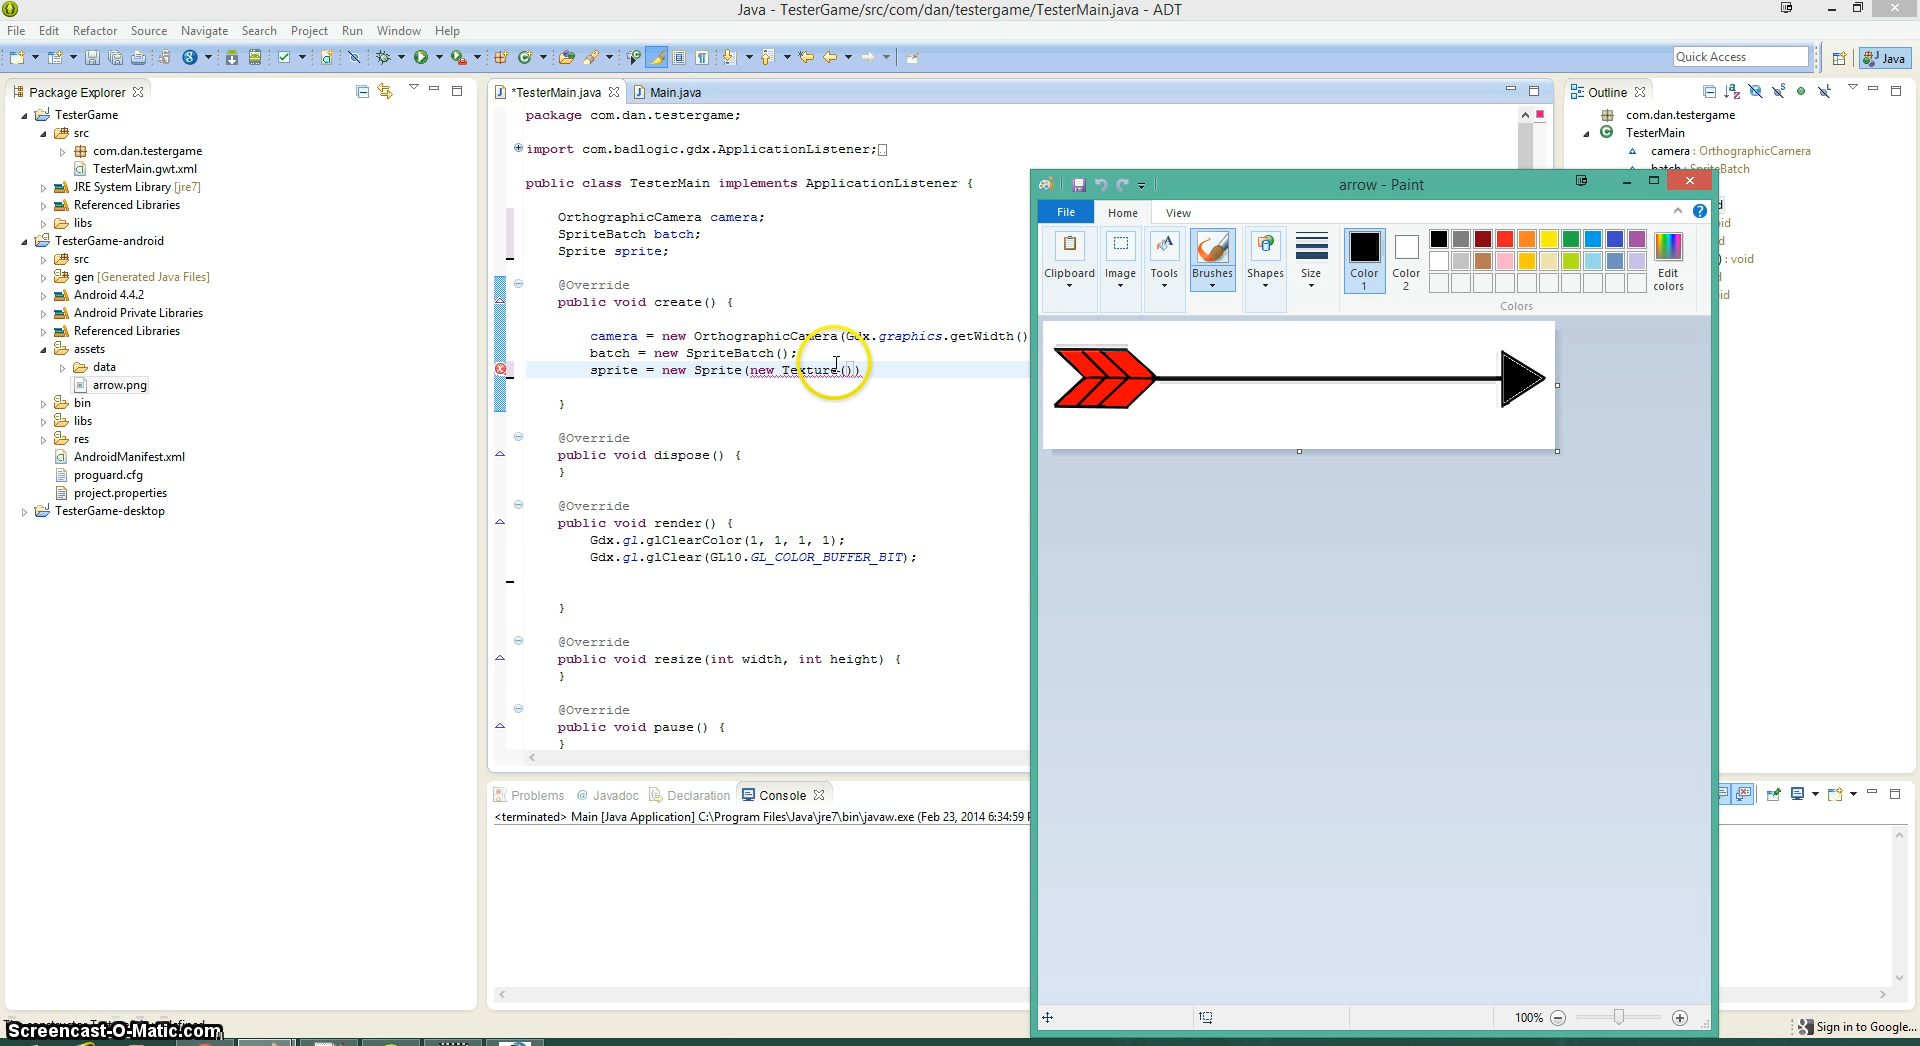 Java - TesterGame/src/com/dan/testergame/TesterMain.java - ADT
File Edit Refactor Source Navigate Search Project Run Window Help
Quick Access
Java
Package Explorer
TesterGame
src
com.dan.testergame
TesterMain.gwt.xml
JRE System Library [jre7]
Referenced Libraries
libs
TesterGame-android
src
gen [Generated Java Files]
Android 4.4.2
Android Private Libraries
Referenced Libraries
assets
data
arrow.png
bin
libs
res
AndroidManifest.xml
proguard.cfg
project.properties
TesterGame-desktop
*TesterMain.java
Main.java
package com.dan.testergame;
import com.badlogic.gdx.ApplicationListener;
public class TesterMain implements ApplicationListener {
OrthographicCamera camera;
SpriteBatch batch;
Sprite sprite;
@Override
public void create() {
camera = new OrthographicCamera(Gdx.graphics.getWidth()
batch = new SpriteBatch();
sprite = new Sprite(new Texture())
}
@Override
public void dispose() {
}
@Override
public void render() {
Gdx.gl.glClearColor(1, 1, 1, 1);
Gdx.gl.glClear(GL10.GL_COLOR_BUFFER_BIT);
}
@Override
public void resize(int width, int height) {
}
@Override
public void pause() {
}
Outline
com.dan.testergame
TesterMain
camera : OrthographicCamera
batch : SpriteBatch
) : void
arrow - Paint
File Home View
Clipboard Image Tools Brushes Shapes Size Color 1 Color 2 Edit colors
Colors
100%
Problems @ Javadoc Declaration Console
<terminated> Main [Java Application] C:\Program Files\Java\jre7\bin\javaw.exe (Feb 23, 2014 6:34:59
Screencast-O-Matic.com
Sign in to Google...